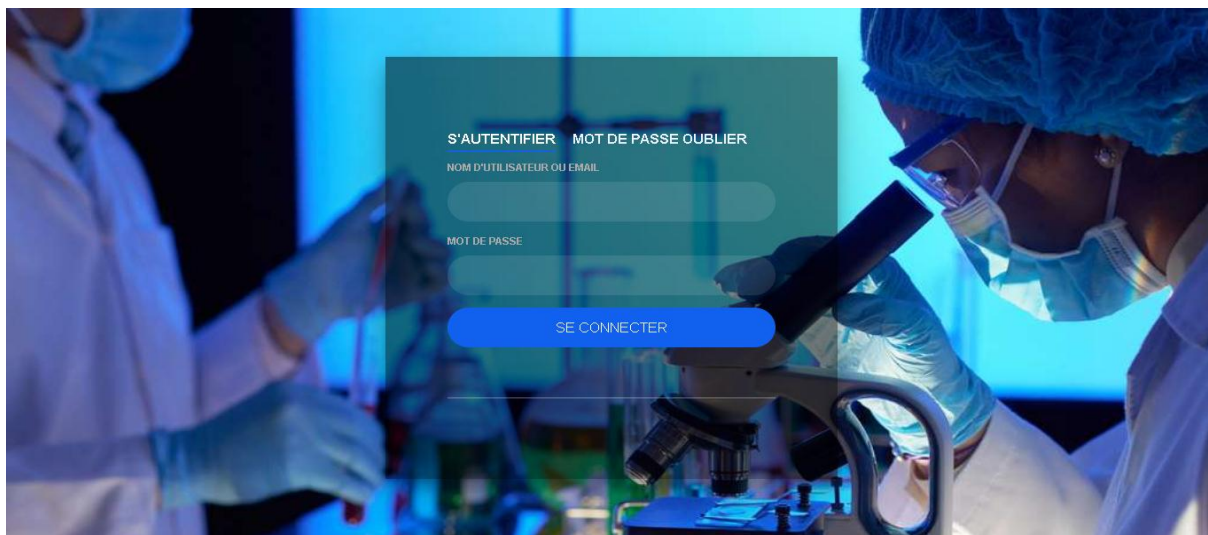 S'AUTENTIFIER MOT DE PASSE OUBLIER
NOM D'UTILISATEUR OU EMAIL
MOT DE PASSE
SE CONNECTER